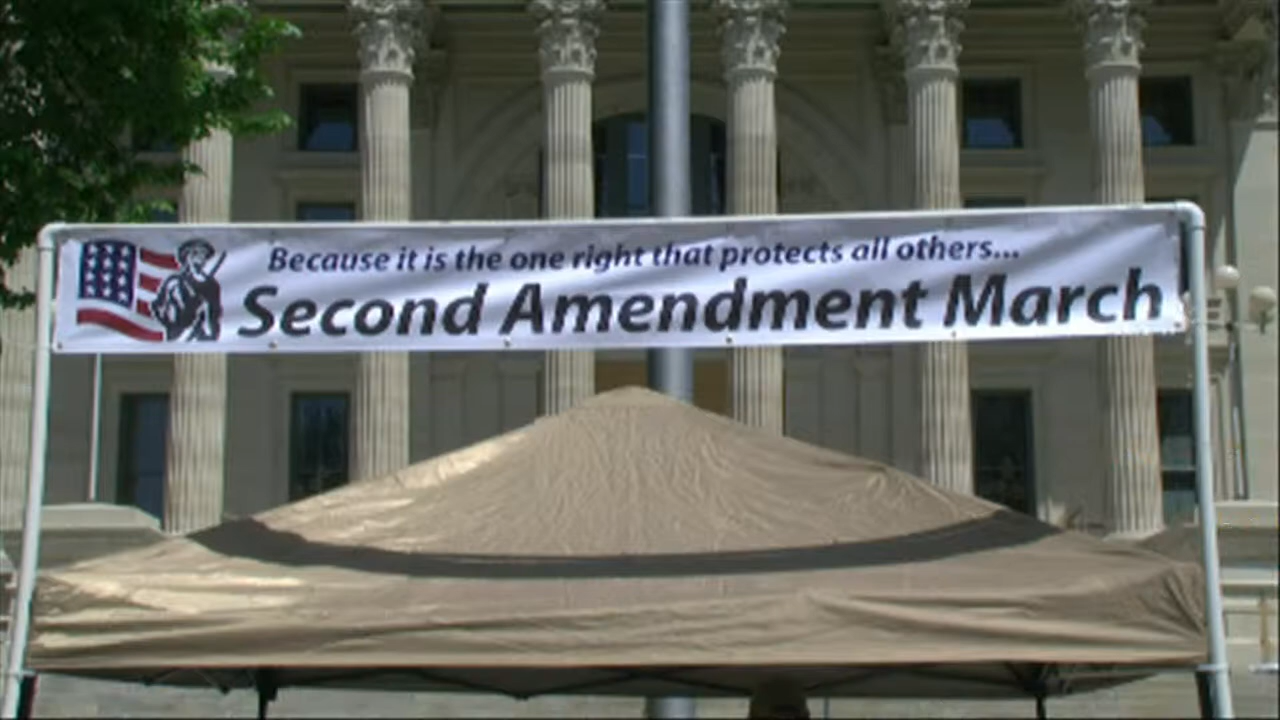 Because it is the one right that protects all others...
Second Amendment March